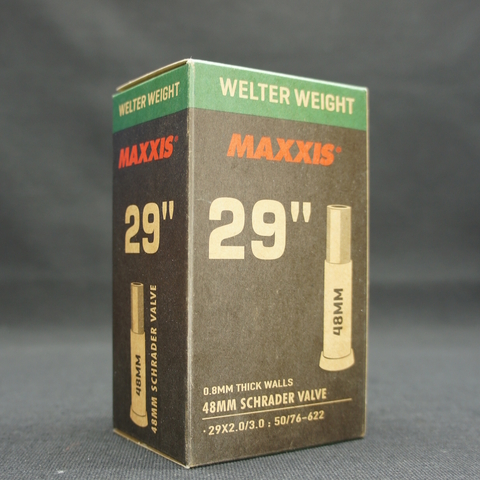 WELTER WEIGHT
MAXXIS®
29"
48MM
48MM SCHRADER VALVE
WELTER WEIGHT
MAXXIS®
29"
48MM
0.8MM THICK WALLS
48MM SCHRADER VALVE
·29X2.0/3.0 : 50/76-622